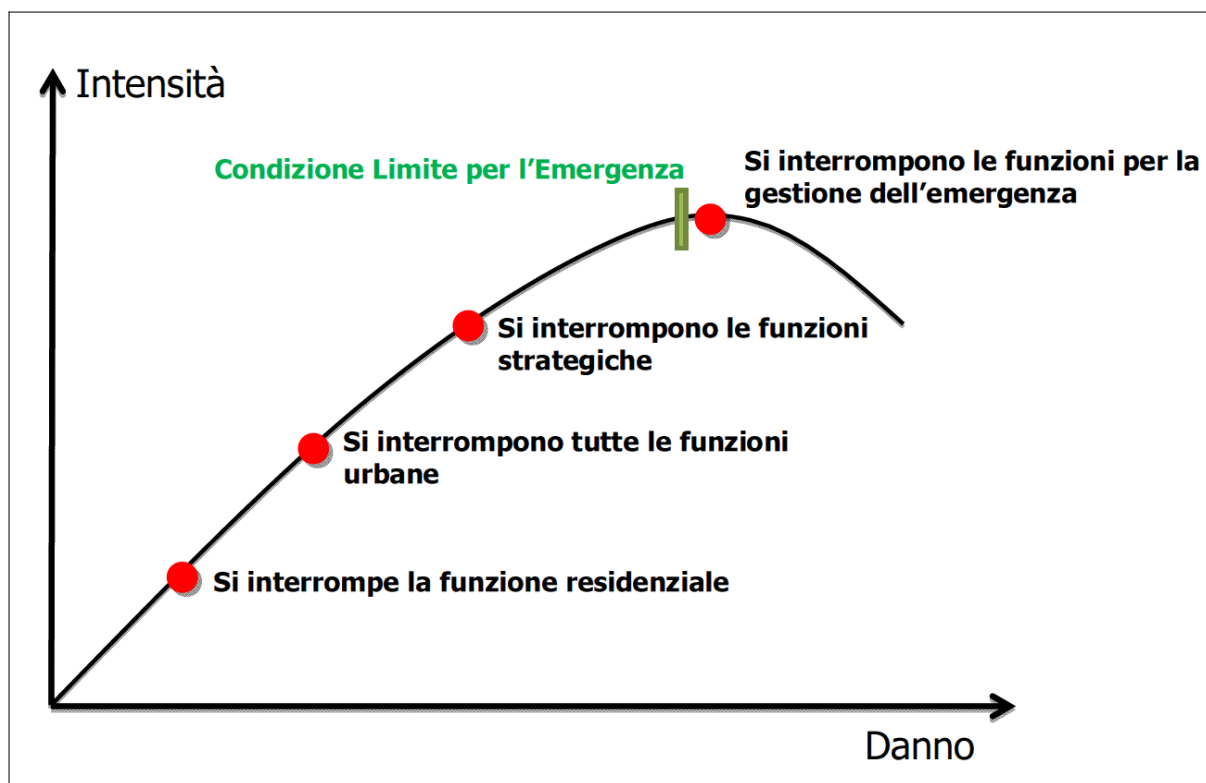 Intensità
Condizione Limite per l'Emergenza
Si interrompono le funzioni per la
gestione dell'emergenza
Si interrompono le funzioni
strategiche
Si interrompono tutte le funzioni
urbane
Si interrompe la funzione residenziale
Danno